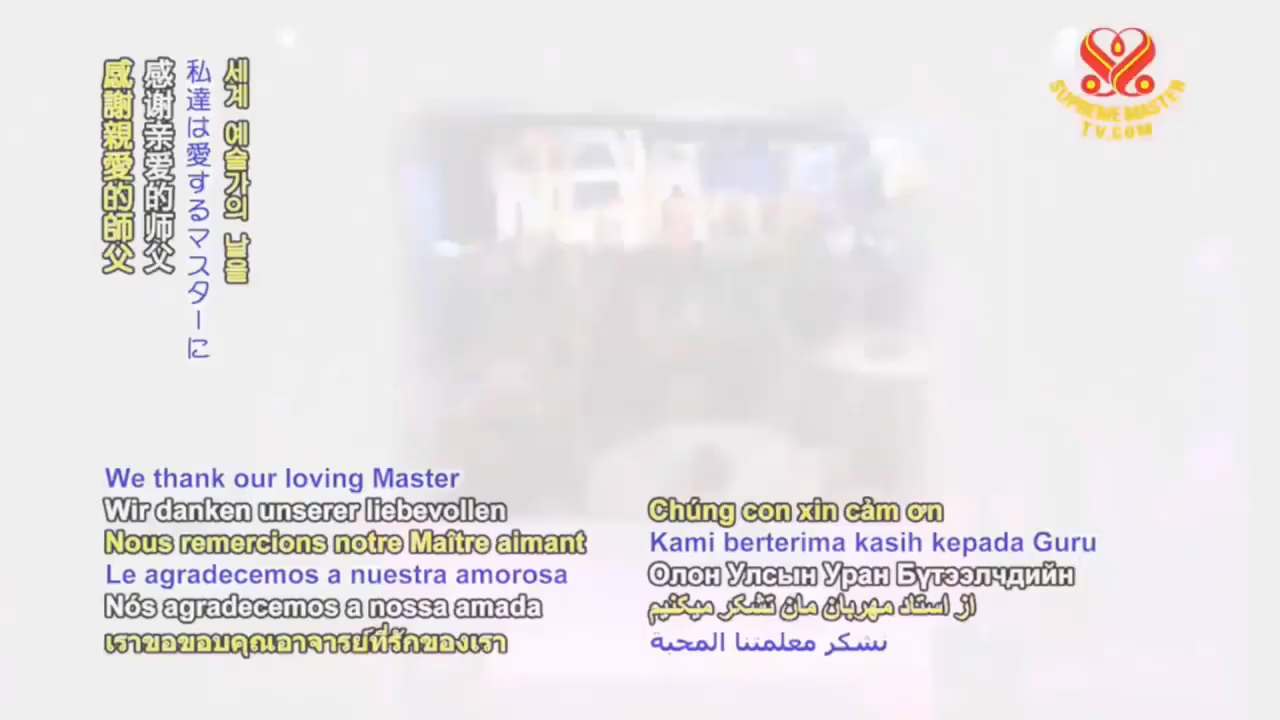 感謝親愛的師父
感谢亲爱的师父
私達は愛するマスターに
세계 예술가의 날을
SUPREME MASTER
TV.COM
We thank our loving Master
Wir danken unserer liebevollen
Nous remercions notre Maître aimant
Le agradecemos a nuestra amorosa
Nós agradecemos a nossa amada
เราขอขอบคุณอาจารย์ที่รักของเรา
Chúng con xin cảm ơn
Kami berterima kasih kepada Guru
Олон Улсын Уран Бүтээлчдийн
از استاد مهربان مان تشکر میکنیم
نشكر معلمتنا المحبة